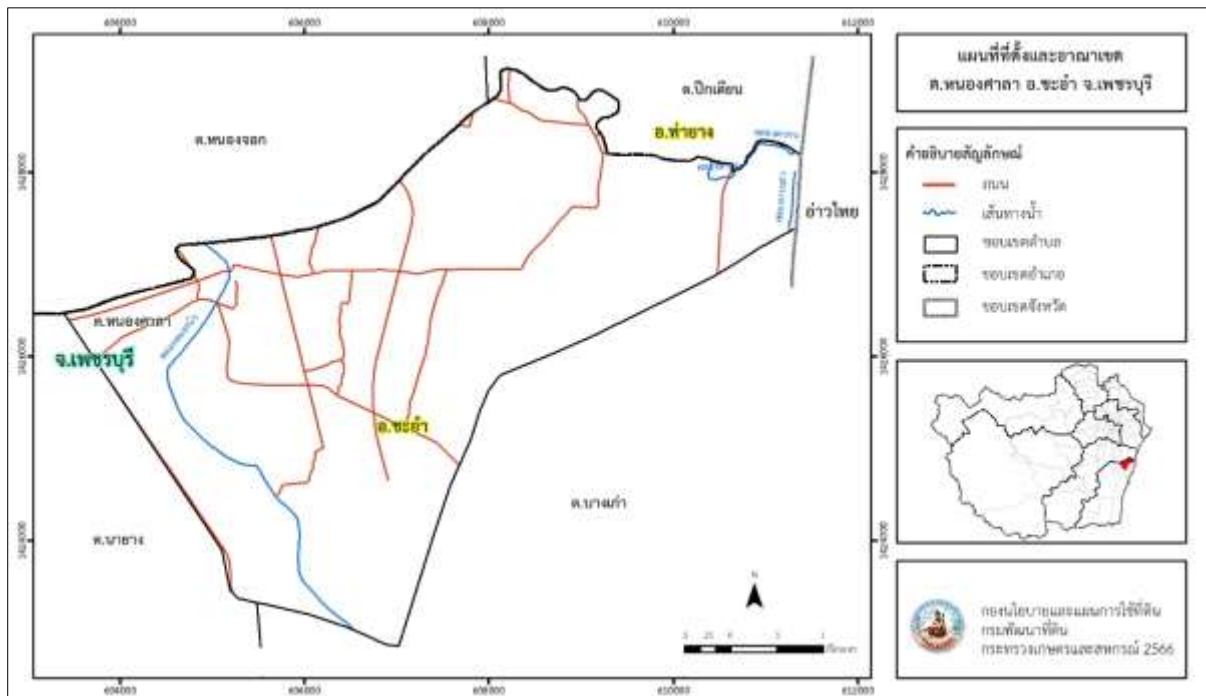 604000 606000 608000 610000 612000
แผนที่ที่ตั้งและอาณาเขต
ต.หนองศาลา อ.ชะอำ จ.เพชรบุรี
ต.ปึกเตียน
อ.ท่ายาง
ต.หนองจอก
คำอธิบายสัญลักษณ์
ถนน
เส้นทางน้ำ
ขอบเขตตำบล
ขอบเขตอำเภอ
ขอบเขตจังหวัด
อ่าวไทย
ต.หนองศาลา
จ.เพชรบุรี
อ.ชะอำ
ต.บางเก่า
ต.นายาง
N
กองนโยบายและแผนการใช้ที่ดิน
กรมพัฒนาที่ดิน
กระทรวงเกษตรและสหกรณ์ 2566
604000 606000 608000 610000 612000